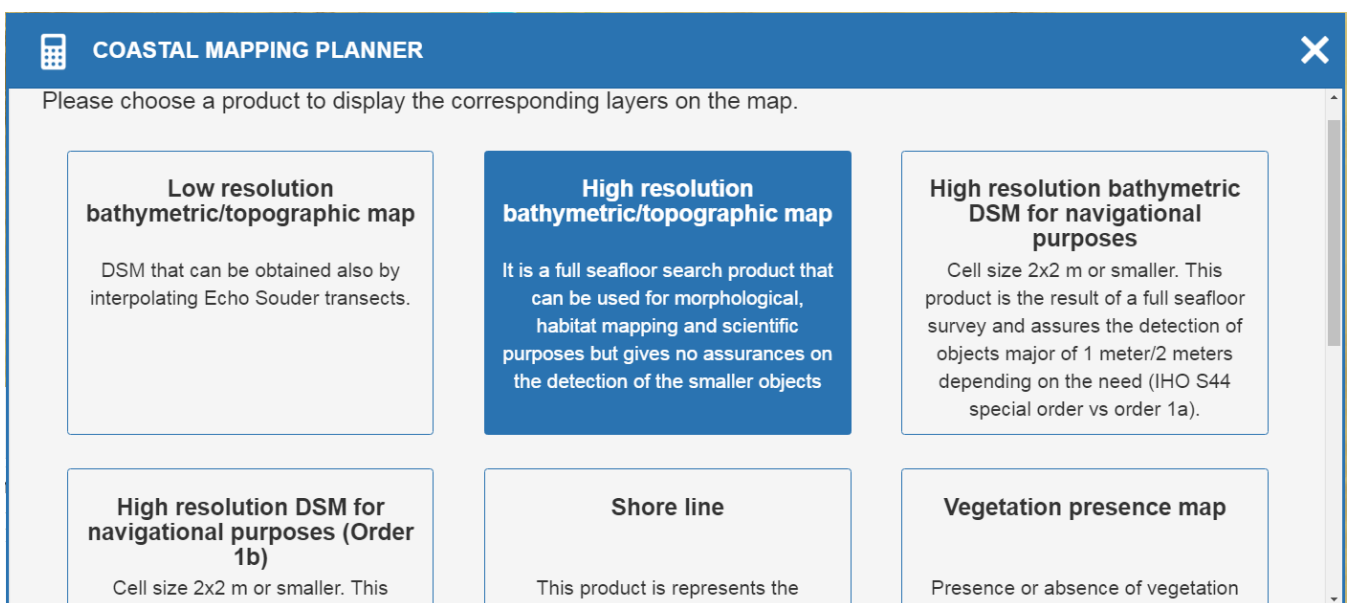 COASTAL MAPPING PLANNER
Please choose a product to display the corresponding layers on the map.
Low resolution
bathymetric/topographic map
DSM that can be obtained also by
interpolating Echo Souder transects.
High resolution
bathymetric/topographic map
It is a full seafloor search product that
can be used for morphological,
habitat mapping and scientific
purposes but gives no assurances on
the detection of the smaller objects
High resolution bathymetric
DSM for navigational
purposes
Cell size 2x2 m or smaller. This
product is the result of a full seafloor
survey and assures the detection of
objects major of 1 meter/2 meters
depending on the need (IHO S44
special order vs order 1a).
High resolution DSM for
navigational purposes (Order
1b)
Cell size 2x2 m or smaller. This
Shore line
This product is represents the
Vegetation presence map
Presence or absence of vegetation